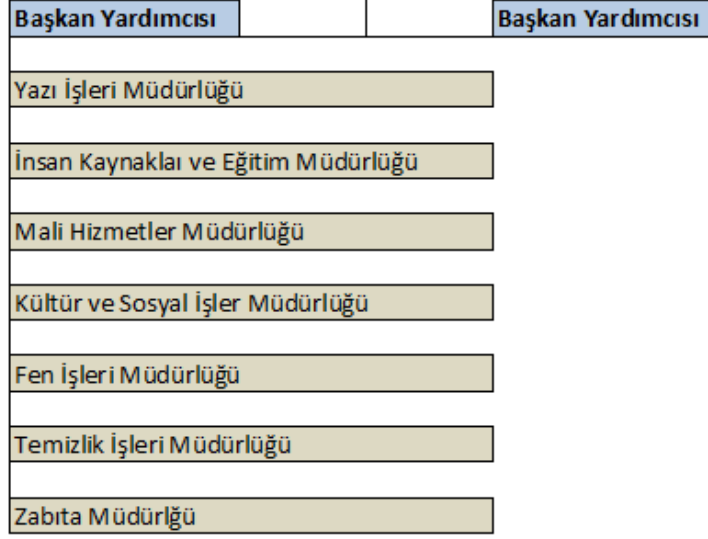 Başkan Yardımcısı
Başkan Yardımcısı
Yazı İşleri Müdürlüğü
İnsan Kaynaklaı ve Eğitim Müdürlüğü
Mali Hizmetler Müdürlüğü
Kültür ve Sosyal İşler Müdürlüğü
Fen İşleri Müdürlüğü
Temizlik İşleri Müdürlüğü
Zabıta Müdürlğü